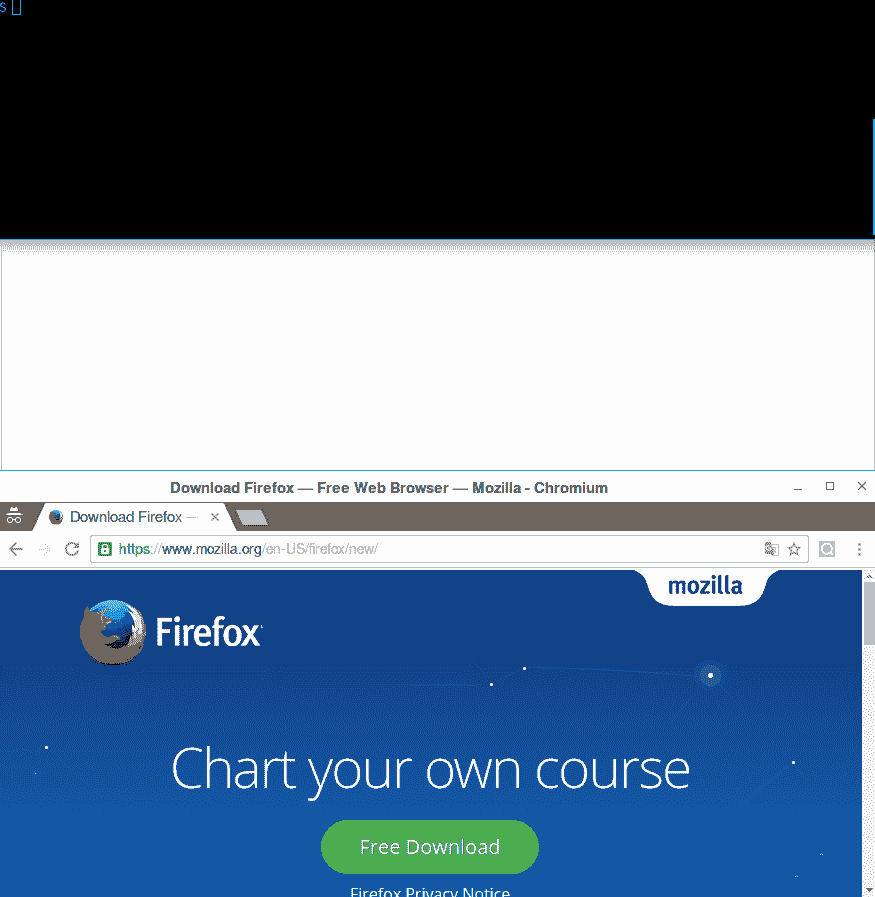 $
Download Firefox — Free Web Browser — Mozilla - Chromium
Download Firefox —
https://www.mozilla.org/en-US/firefox/new/
mozilla
Firefox
Chart your own course
Free Download
Firefox Privacy Notice